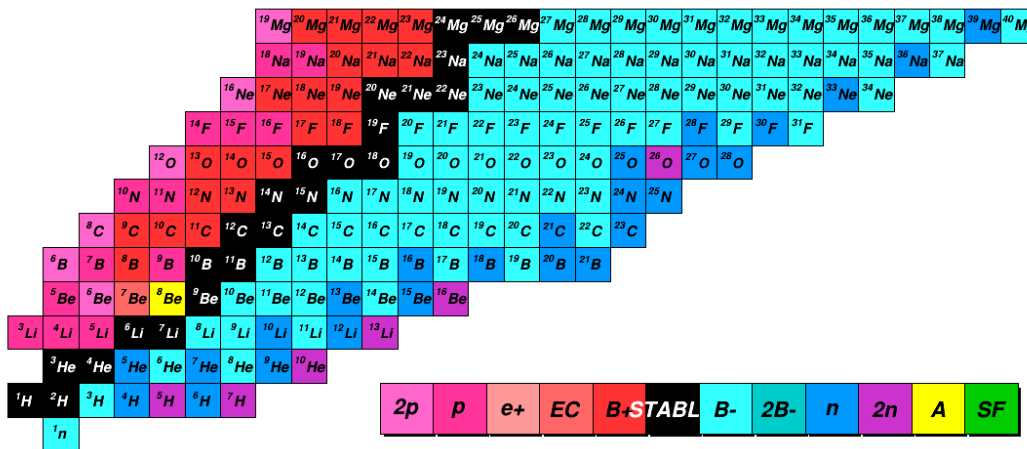 19Mg 20Mg 21Mg 22Mg 23Mg 24Mg 25Mg 26Mg 27Mg 28Mg 29Mg 30Mg 31Mg 32Mg 33Mg 34Mg 35Mg 36Mg 37Mg 38Mg 39Mg 40M
18Na 19Na 20Na 21Na 22Na 23Na 24Na 25Na 26Na 27Na 28Na 29Na 30Na 31Na 32Na 33Na 34Na 35Na 36Na 37Na
16Ne 17Ne 18Ne 19Ne 20Ne 21Ne 22Ne 23Ne 24Ne 25Ne 26Ne 27Ne 28Ne 29Ne 30Ne 31Ne 32Ne 33Ne 34Ne
14F 15F 16F 17F 18F 19F 20F 21F 22F 23F 24F 25F 26F 27F 28F 29F 30F 31F
12O 13O 14O 15O 16O 17O 18O 19O 20O 21O 22O 23O 24O 25O 26O 27O 28O
10N 11N 12N 13N 14N 15N 16N 17N 18N 19N 20N 21N 22N 23N 24N 25N
8C 9C 10C 11C 12C 13C 14C 15C 16C 17C 18C 19C 20C 21C 22C 23C
6B 7B 8B 9B 10B 11B 12B 13B 14B 15B 16B 17B 18B 19B 20B 21B
5Be 6Be 7Be 8Be 9Be 10Be 11Be 12Be 13Be 14Be 15Be 16Be
3Li 4Li 5Li 6Li 7Li 8Li 9Li 10Li 11Li 12Li 13Li
3He 4He 5He 6He 7He 8He 9He 10He
1H 2H 3H 4H 5H 6H 7H
1n
2p p e+ EC B+ STABL B- 2B- n 2n A SF